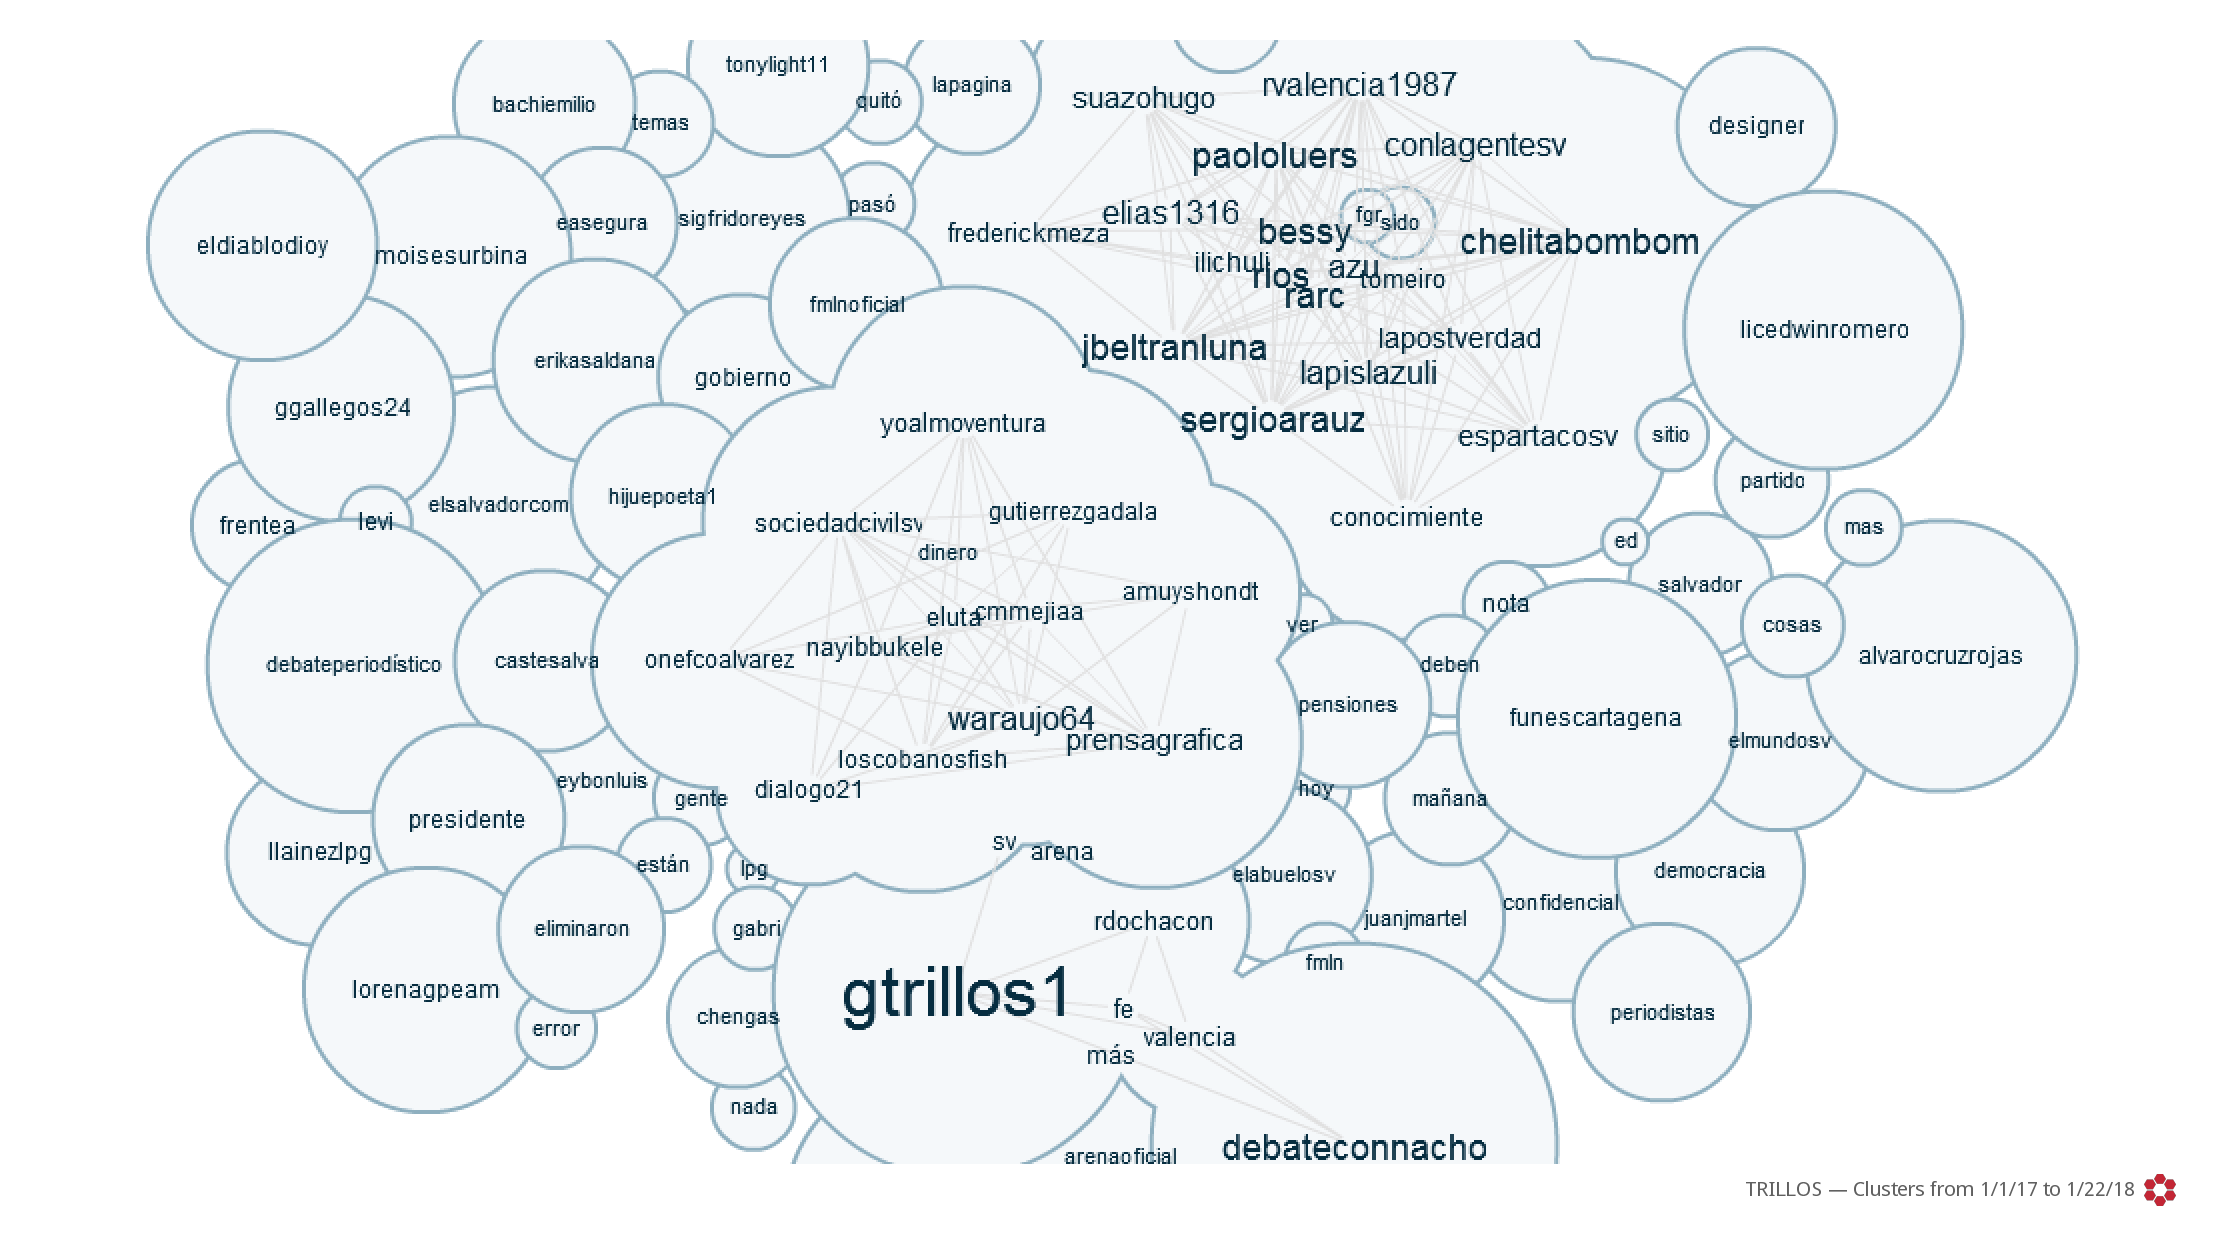 tonylight11
lapagina
rvalencia1987
suazohugo
quitó
bachiemilio
temas
designer
conlagentesv
paololuers
pasó
elias1316
fgr
sido
easegura
sigfridoreyes
frederickmeza
bessy
chelitabombom
eldiablodioy
moisesurbina
ilichuli
azu
rios
tomeiro
rarc
fmlnoficial
licedwinromero
lapostverdad
jbeltranluna
erikasaldana
gobierno
lapislazuli
ggallegos24
sergioarauz
yoalmoventura
espartacosv
sitio
partido
hijuepoeta1
elsalvadorcom
gutierrezgadala
conocimiente
levi
frentea
sociedadcivilsv
mas
ed
dinero
salvador
amuyshondt
nota
cmmejiaa
eluta
ver
cosas
nayibbukele
onefcoalvarez
castesalva
debateperiodístico
deben
alvarocruzrojas
pensiones
waraujo64
funescartagena
prensagrafica
elmundosv
loscobanosfish
eybonluis
dialogo21
hoy
gente
mañana
presidente
sv
arena
llainezlpg
están
lpg
elabuelosv
democracia
confidencial
juanjmartel
rdochacon
gabri
eliminaron
fmln
lorenagpeam
gtrillos1
fe
periodistas
chengas
error
valencia
más
nada
debateconnacho
arenaoficial
TRILLOS — Clusters from 1/1/17 to 1/22/18